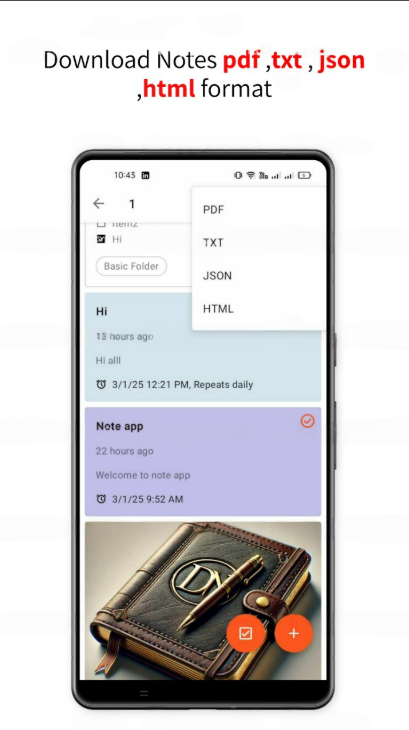 Download Notes pdf ,txt , json
,html format
10:43
1
PDF
TXT
JSON
HTML
Item2
Hi
Basic Folder
Hi
13 hours ago
Hi alll
3/1/25 12:21 PM, Repeats daily
Note app
22 hours ago
Welcome to note app
3/1/25 9:52 AM
DN